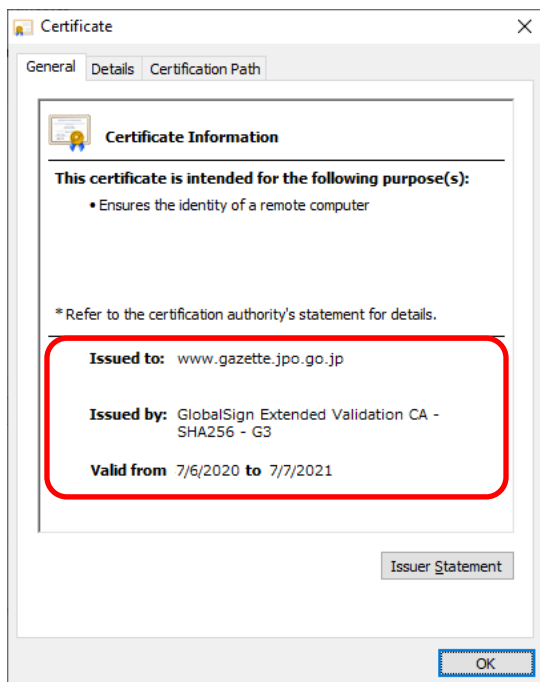 Certificate
General Details Certification Path
Certificate Information
This certificate is intended for the following purpose(s):
• Ensures the identity of a remote computer
* Refer to the certification authority's statement for details.
Issued to: www.gazette.jpo.go.jp
Issued by: GlobalSign Extended Validation CA -
SHA256 - G3
Valid from 7/6/2020 to 7/7/2021
Issuer Statement
OK